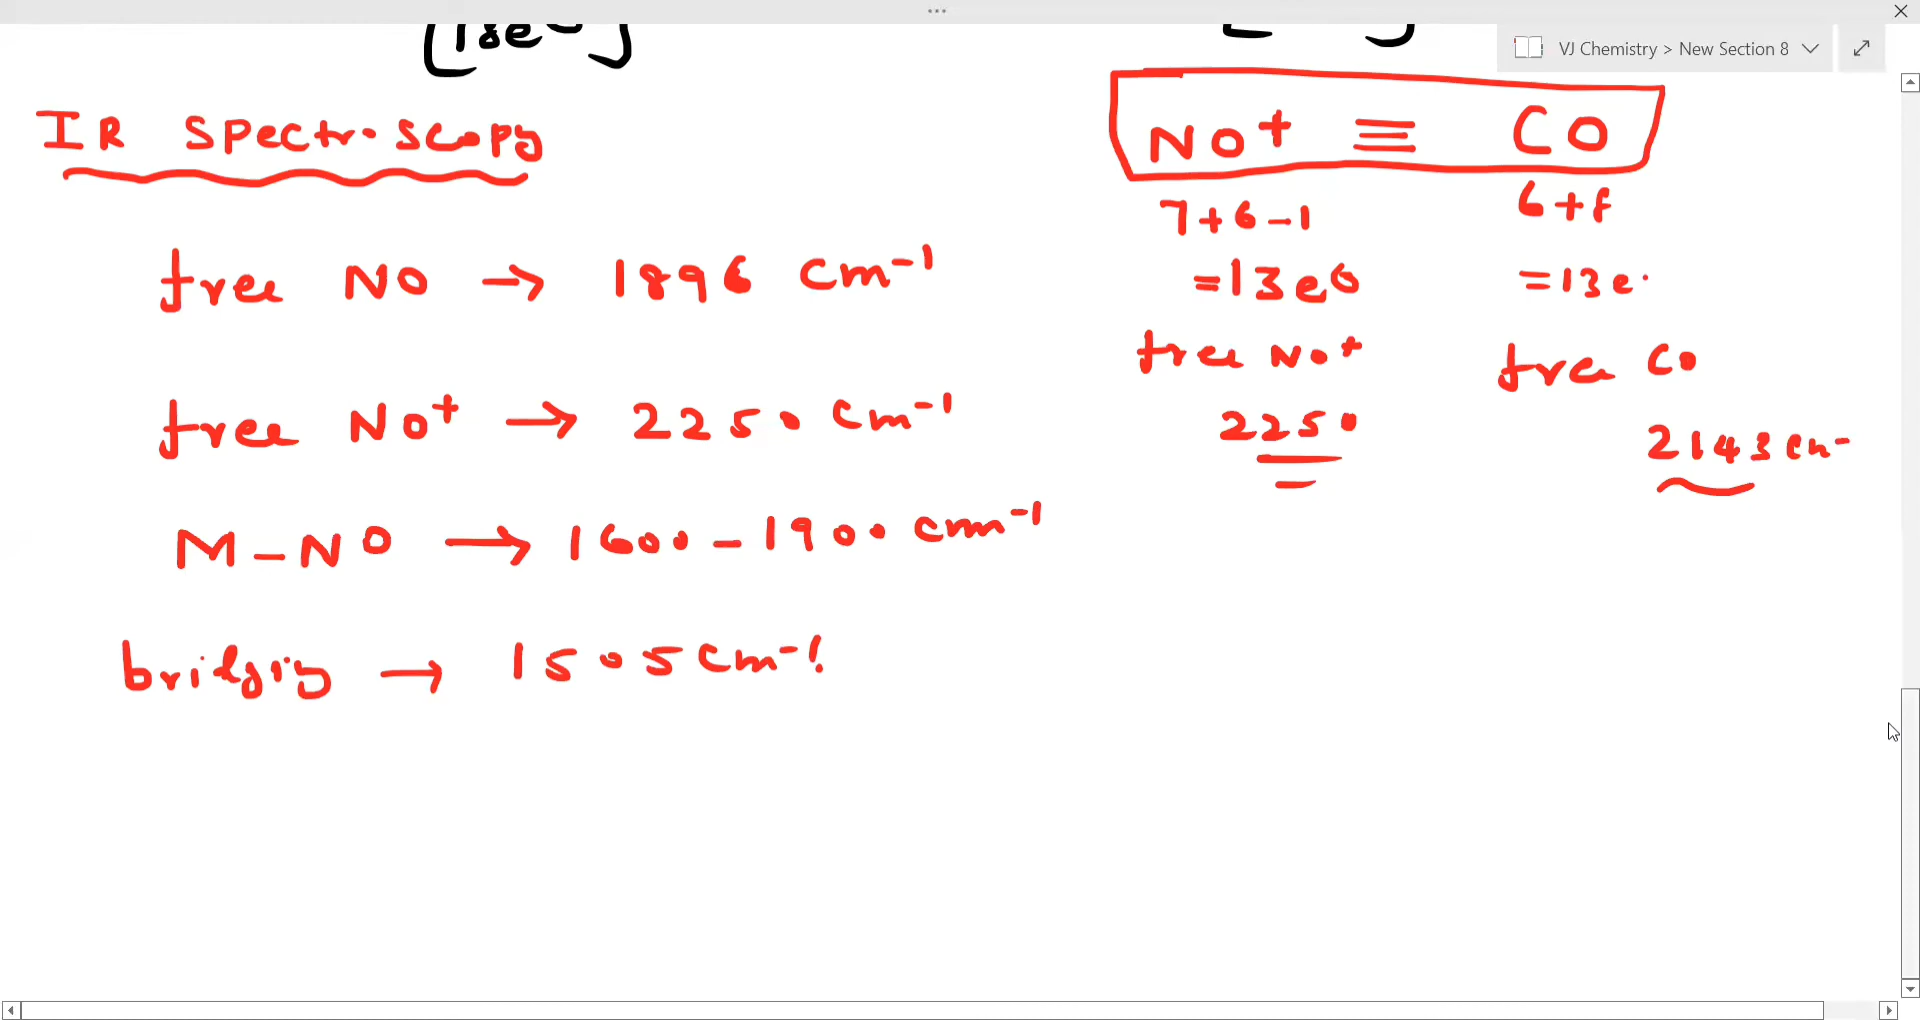 [18e-]
VJ Chemistry > New Section 8
IR Spectroscopy
NO+ ≡ CO
7+6-1
6+8
free NO → 1896 cm-1
=13e
=13e
free NO+
free CO
free NO+ → 2250 cm-1
2250
2143 cm-
M-NO → 1600-1900 cm-1
bridging → 1505 cm-1